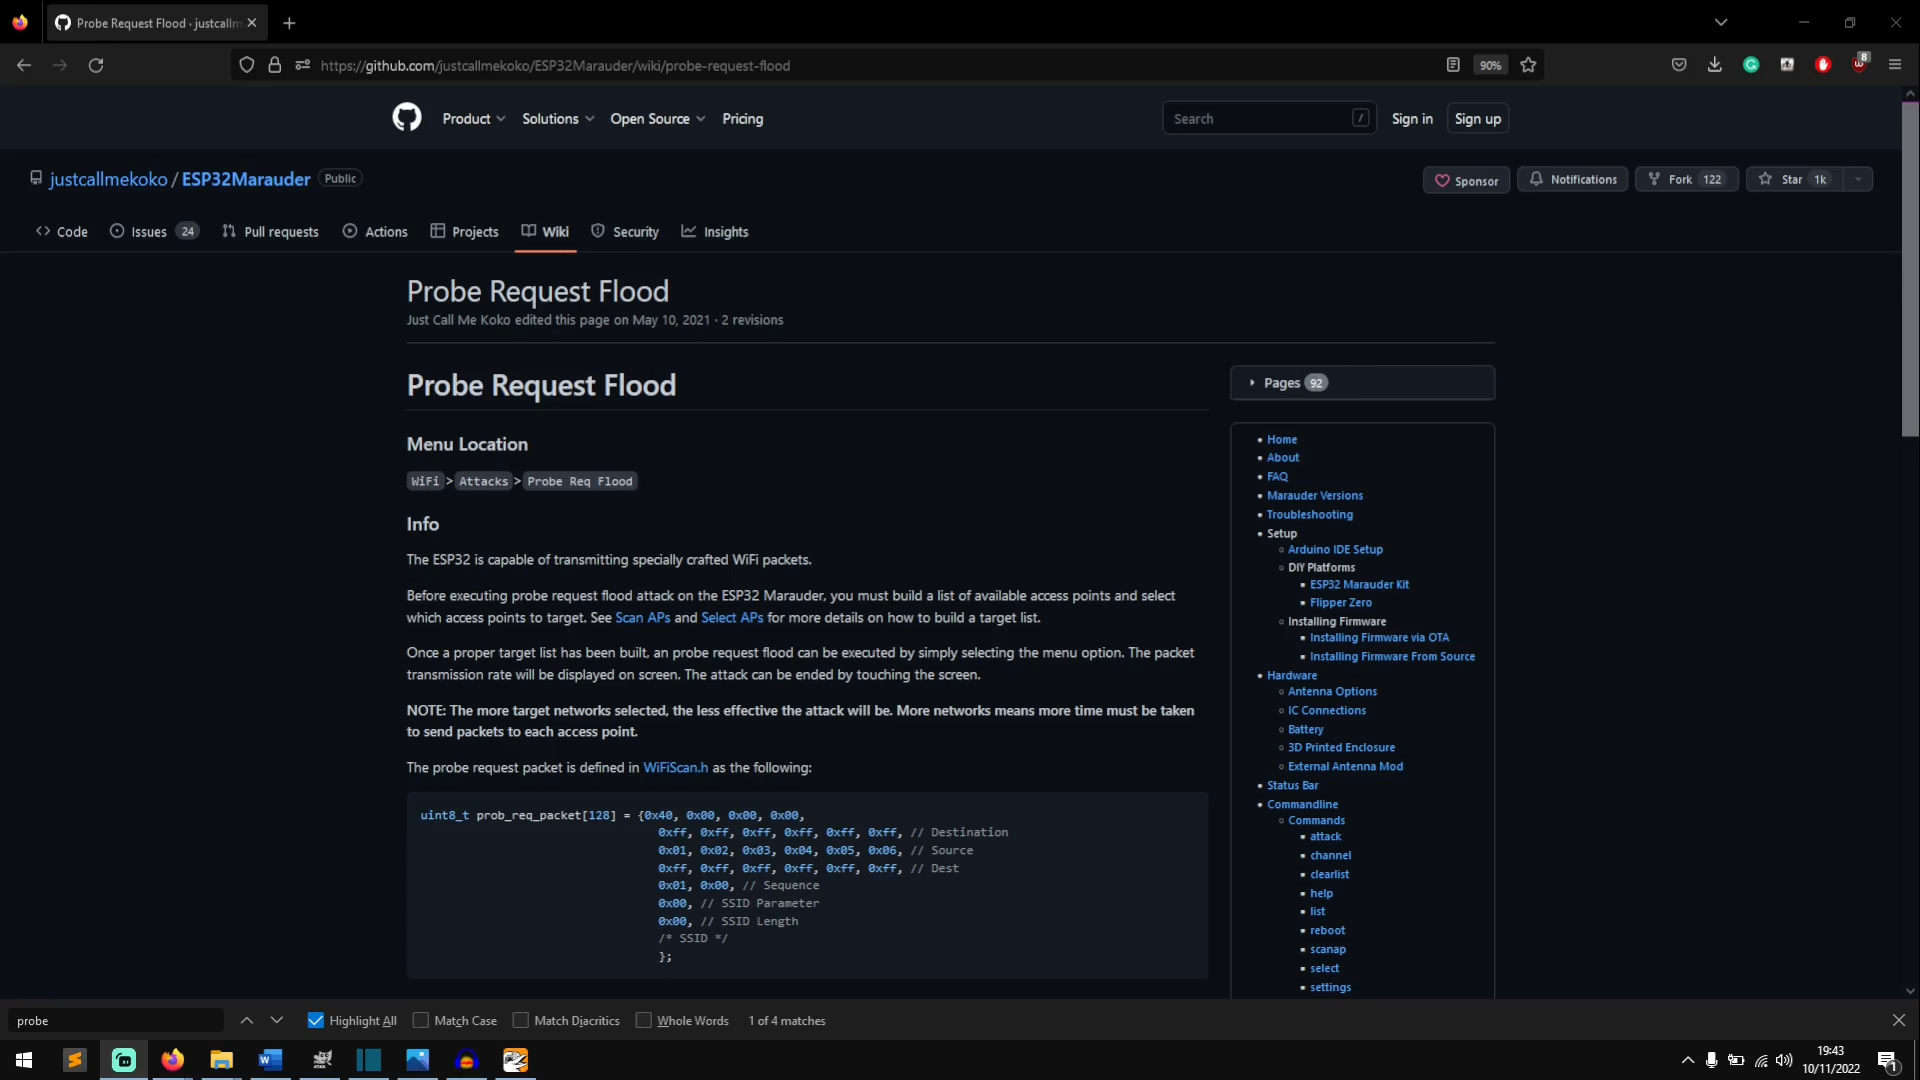 Probe Request Flood · justcallm
https://github.com/justcallmekoko/ESP32Marauder/wiki/probe-request-flood
90%
8
Product
Solutions
Open Source
Pricing
Search
/
Sign in
Sign up
justcallmekoko / ESP32Marauder
Public
Sponsor
Notifications
Fork 122
Star 1k
Code
Issues 24
Pull requests
Actions
Projects
Wiki
Security
Insights
Probe Request Flood
Just Call Me Koko edited this page on May 10, 2021 · 2 revisions
Probe Request Flood
Menu Location
WiFi > Attacks > Probe Req Flood
Info
The ESP32 is capable of transmitting specially crafted WiFi packets.
Before executing probe request flood attack on the ESP32 Marauder, you must build a list of available access points and select
which access points to target. See Scan APs and Select APs for more details on how to build a target list.
Once a proper target list has been built, an probe request flood can be executed by simply selecting the menu option. The packet
transmission rate will be displayed on screen. The attack can be ended by touching the screen.
NOTE: The more target networks selected, the less effective the attack will be. More networks means more time must be taken
to send packets to each access point.
The probe request packet is defined in WiFiScan.h as the following:
uint8_t prob_req_packet[128] = {0x40, 0x00, 0x00, 0x00,
0xff, 0xff, 0xff, 0xff, 0xff, 0xff, // Destination
0x01, 0x02, 0x03, 0x04, 0x05, 0x06, // Source
0xff, 0xff, 0xff, 0xff, 0xff, 0xff, // Dest
0x01, 0x00, // Sequence
0x00, // SSID Parameter
0x00, // SSID Length
/* SSID */
};
Pages 92
Home
About
FAQ
Marauder Versions
Troubleshooting
Setup
Arduino IDE Setup
DIY Platforms
ESP32 Marauder Kit
Flipper Zero
Installing Firmware
Installing Firmware via OTA
Installing Firmware From Source
Hardware
Antenna Options
IC Connections
Battery
3D Printed Enclosure
External Antenna Mod
Status Bar
Commandline
Commands
attack
channel
clearlist
help
list
reboot
scanap
select
settings
probe
Highlight All
Match Case
Match Diacritics
Whole Words
1 of 4 matches
19:43
10/11/2022
1